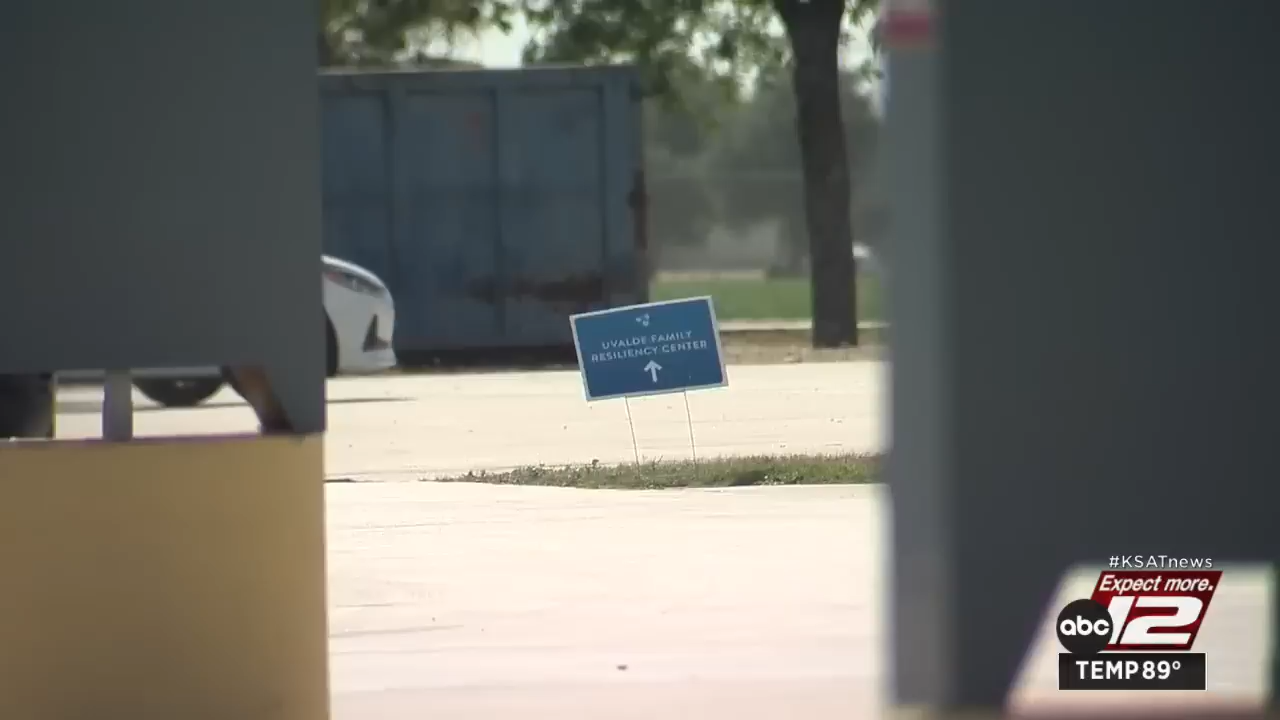 UVALDE FAMILY
RESILIENCY CENTER
#KSATnews
Expect more.
abc 12
TEMP 89°